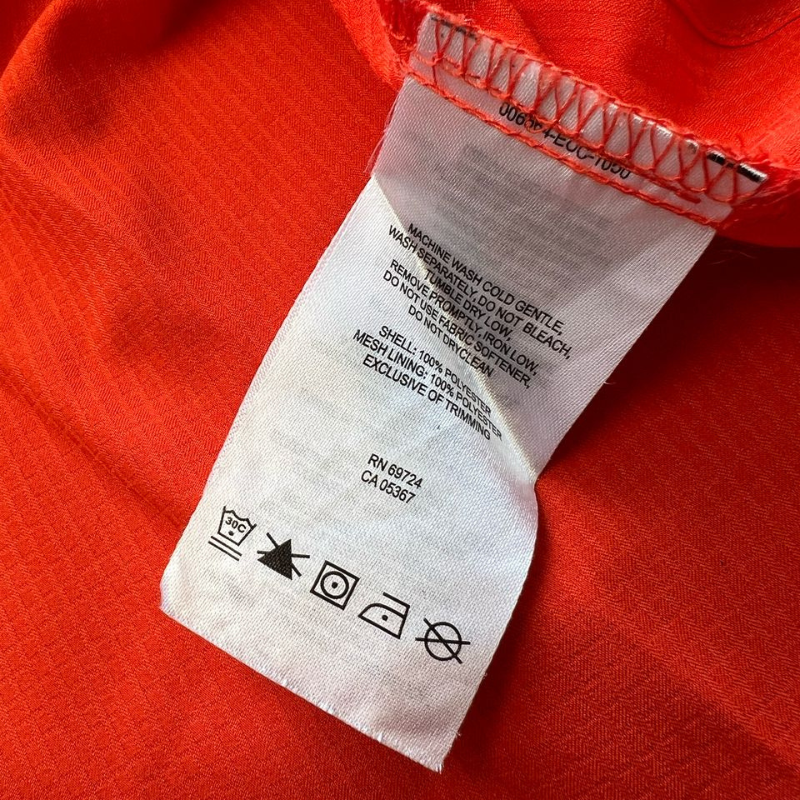 MACHINE WASH COLD GENTLE,
WASH SEPARATELY, DO NOT BLEACH,
TUMBLE DRY LOW,
REMOVE PROMPTLY, IRON LOW,
DO NOT USE FABRIC SOFTENER,
DO NOT DRYCLEAN
SHELL: 100% POLYESTER
MESH LINING: 100% POLYESTER
EXCLUSIVE OF TRIMMING
RN 69724
CA 05367
30C